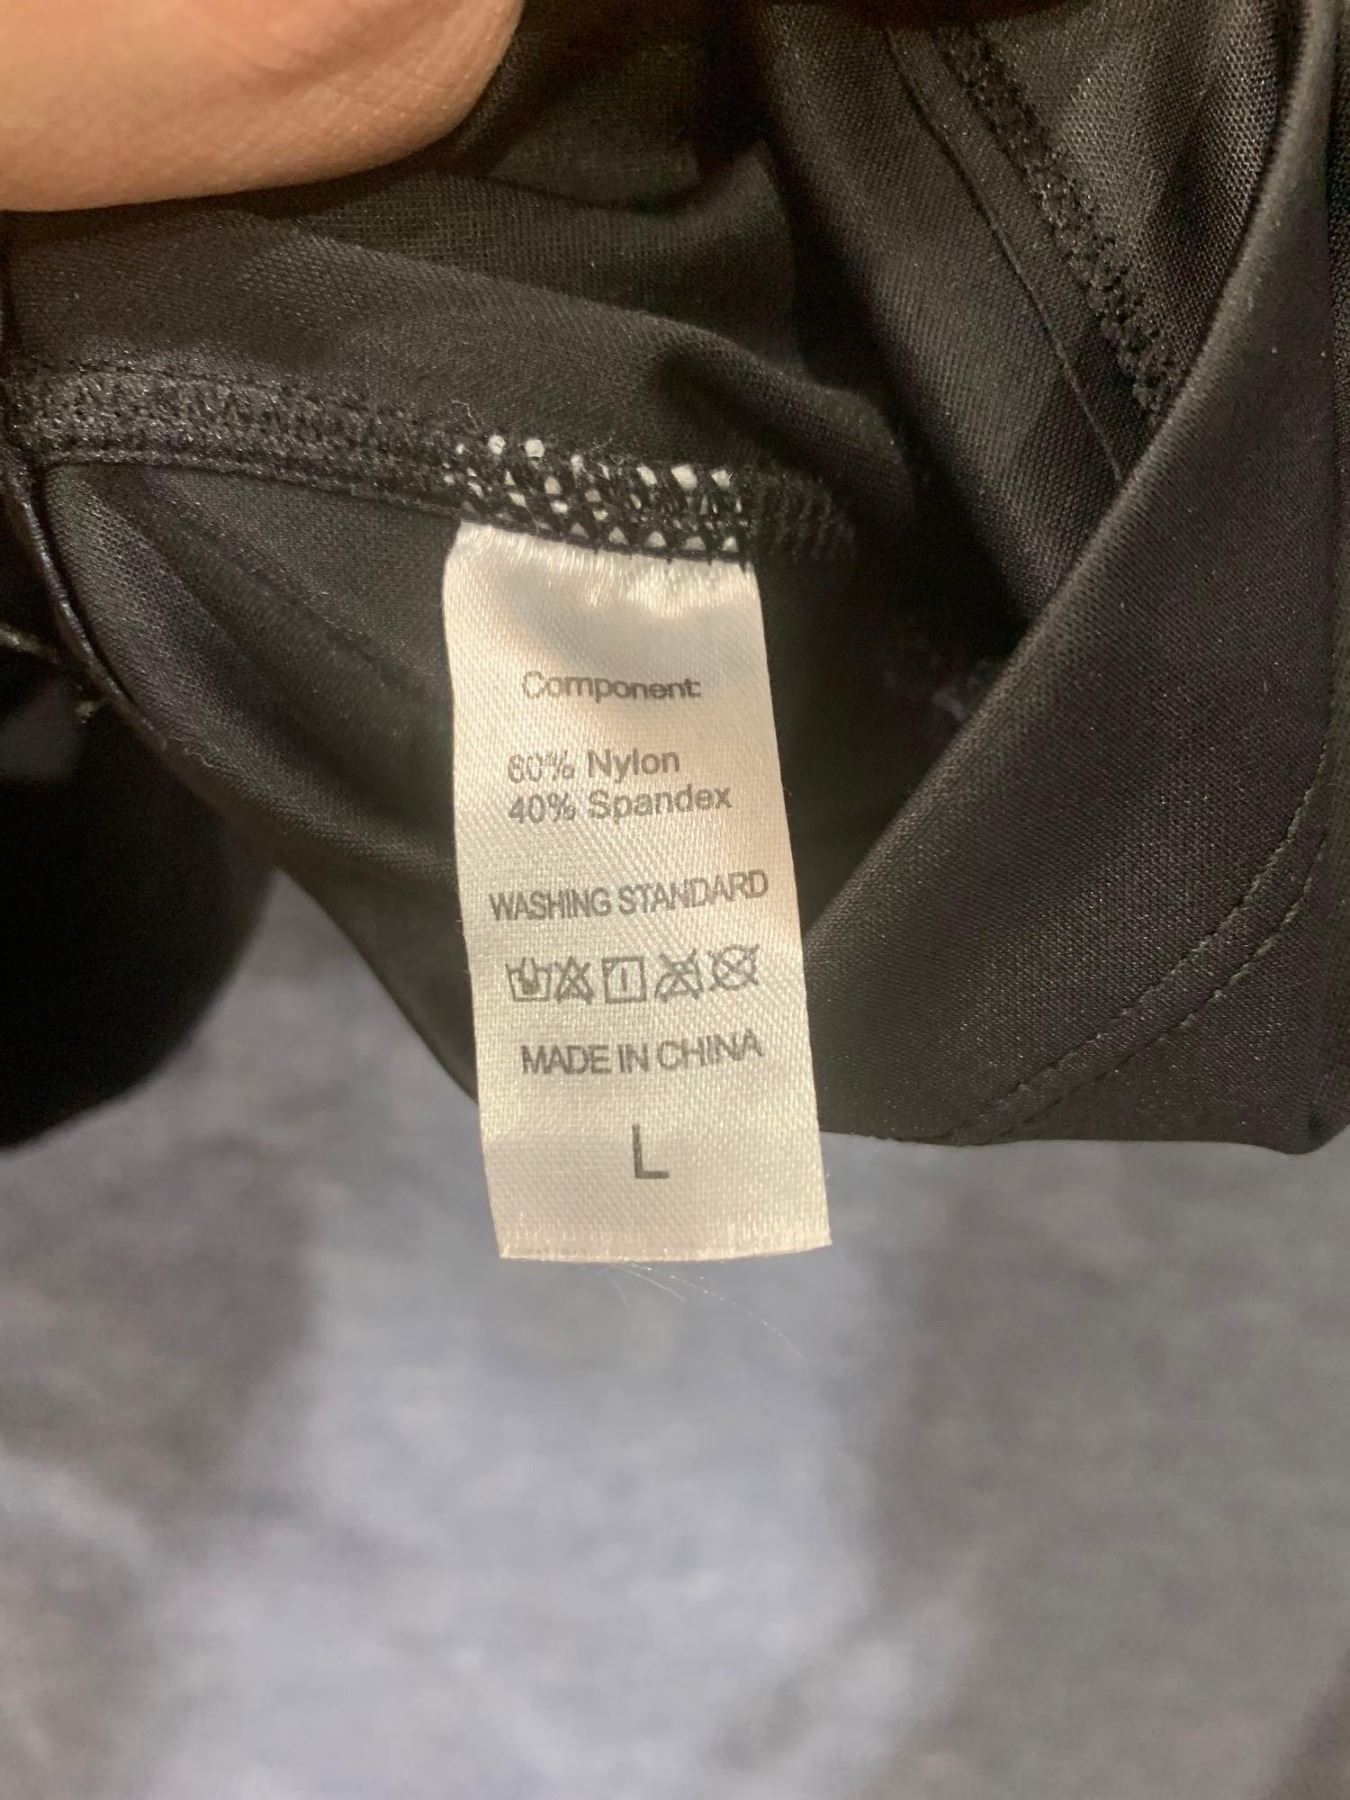 Component:
60% Nylon
40% Spandex
WASHING STANDARD
MADE IN CHINA
L